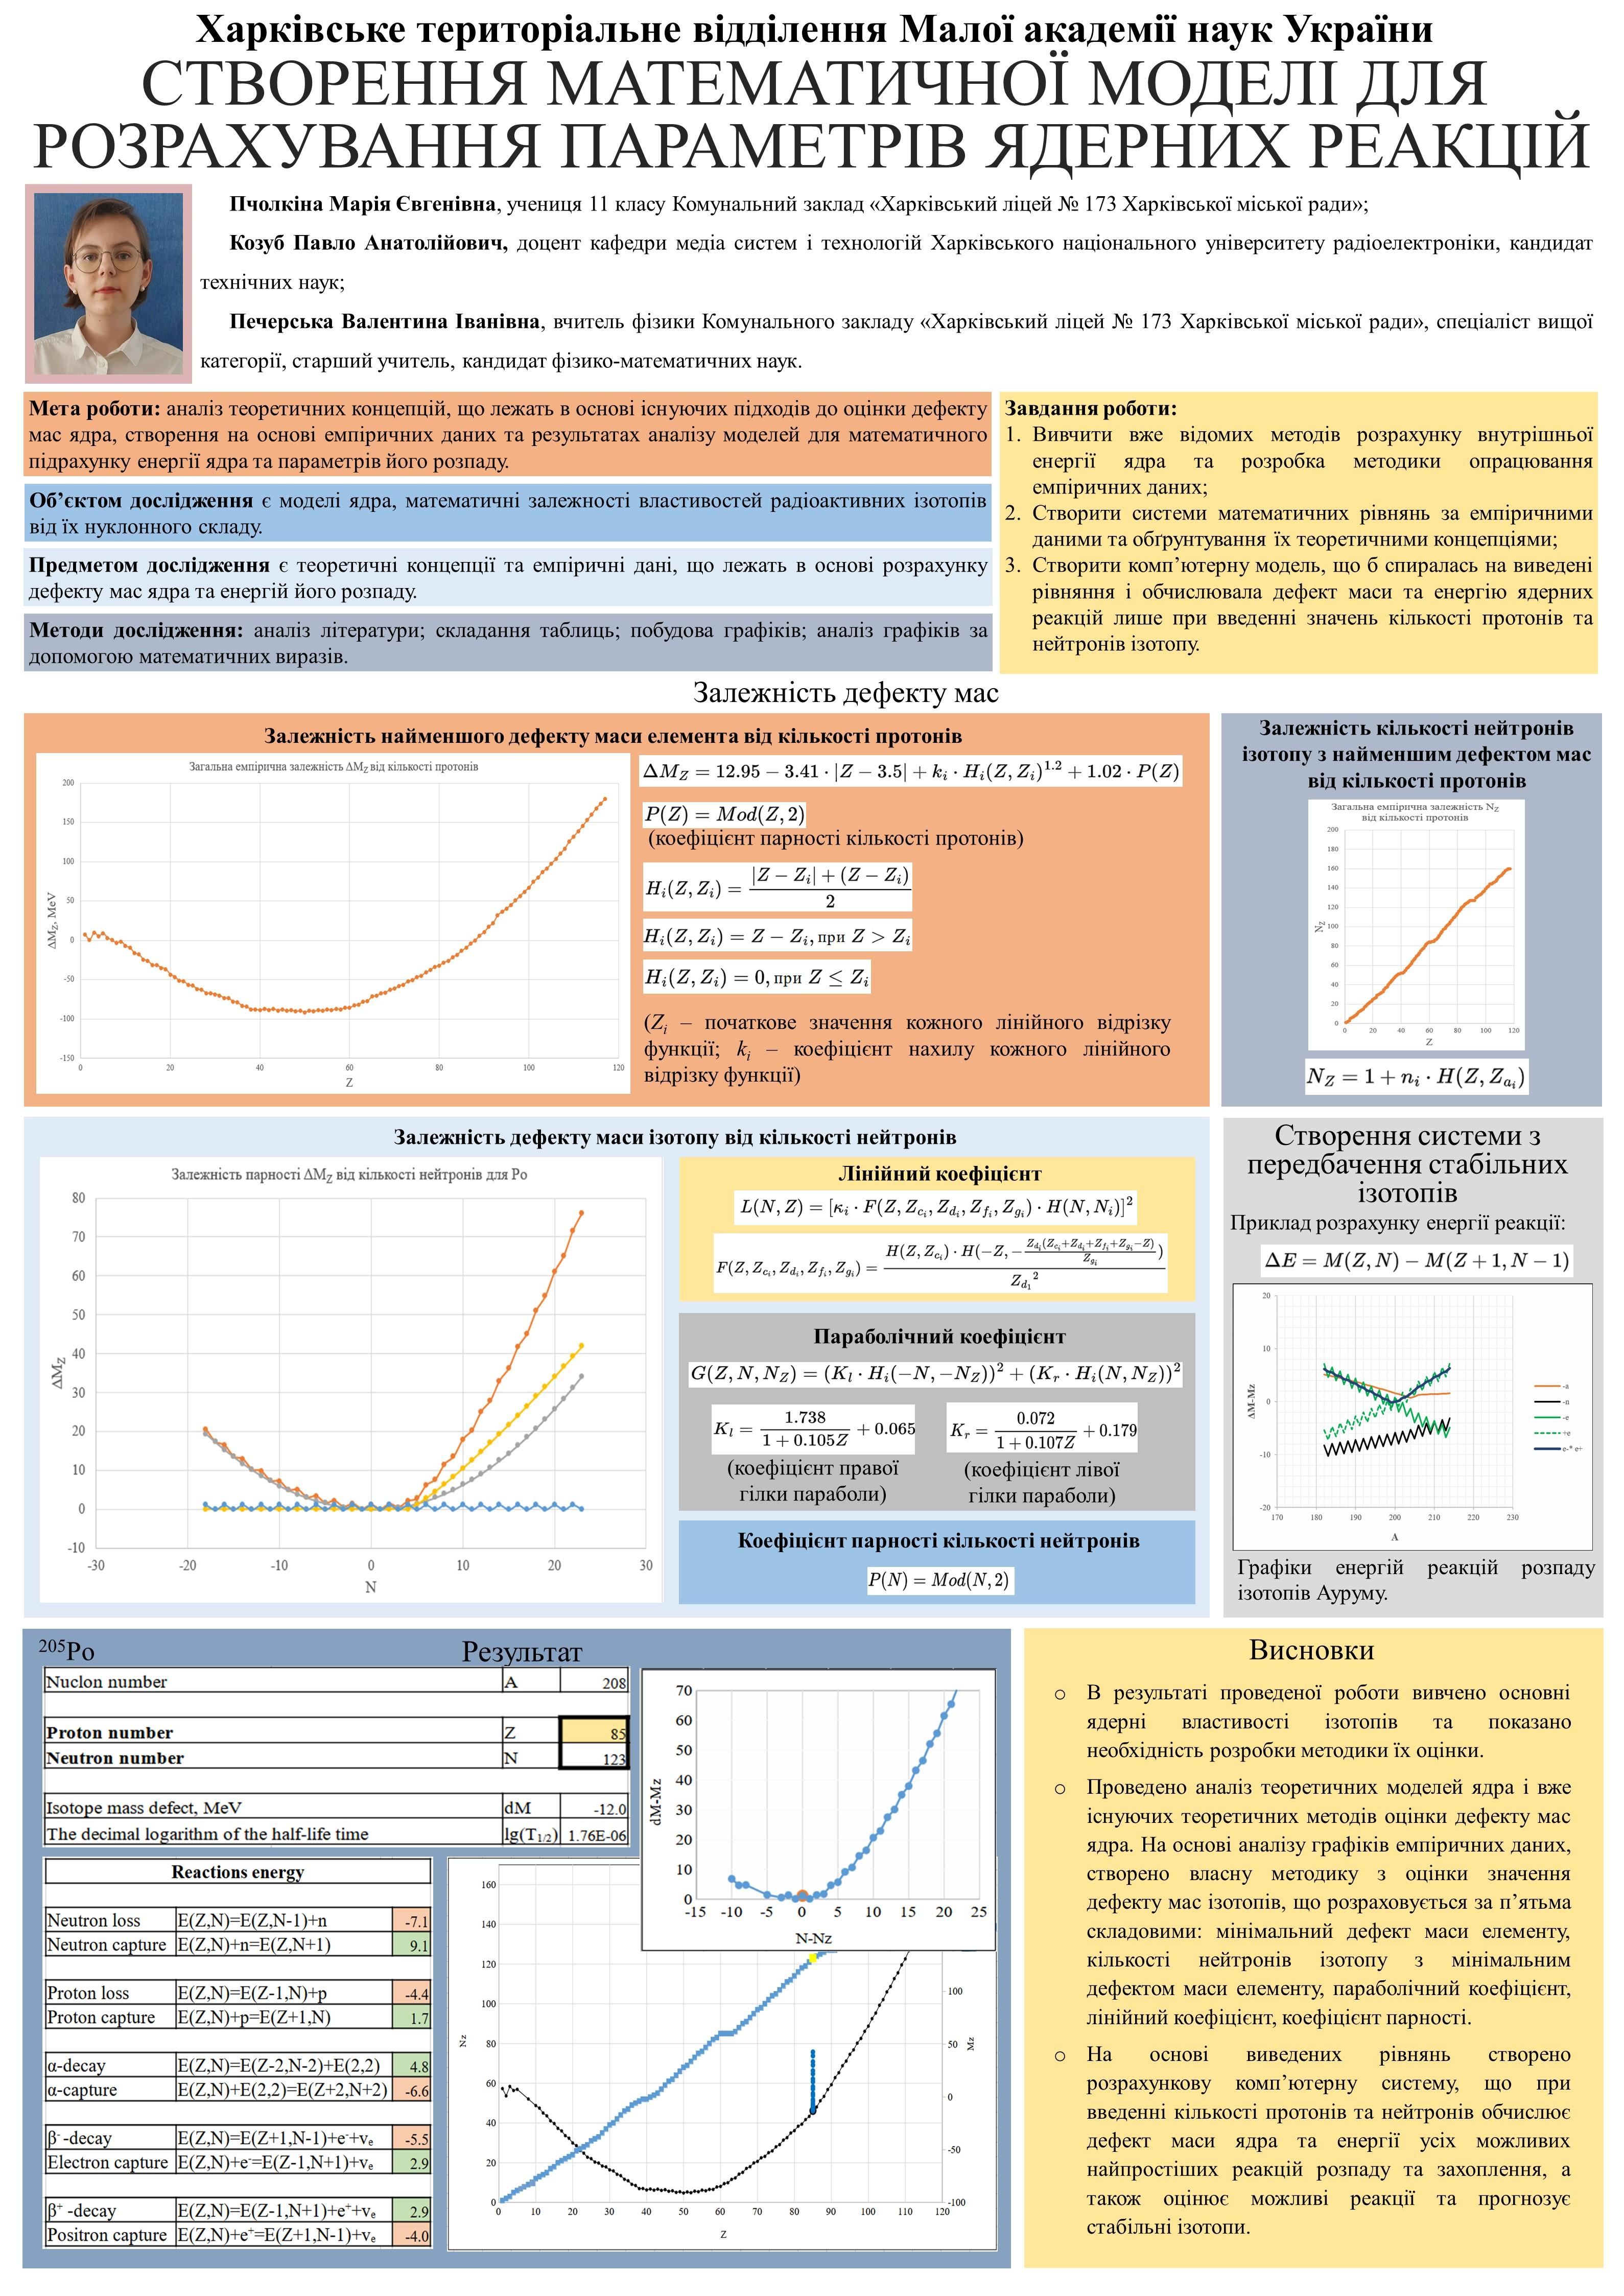 Харківське територіальне відділення Малої академії наук України
СТВОРЕННЯ МАТЕМАТИЧНОЇ МОДЕЛІ ДЛЯ
РОЗРАХУВАННЯ ПАРАМЕТРІВ ЯДЕРНИХ РЕАКЦІЙ
Пчолкіна Марія Євгенівна, учениця 11 класу Комунальний заклад «Харківський ліцей № 173 Харківської міської ради»;
Козуб Павло Анатолійович, доцент кафедри медіа систем і технологій Харківського національного університету радіоелектроніки, кандидат
технічних наук;
Печерська Валентина Іванівна, вчитель фізики Комунального закладу «Харківський ліцей № 173 Харківської міської ради», спеціаліст вищої
категорії, старший учитель, кандидат фізико-математичних наук.
Мета роботи: аналіз теоретичних концепцій, що лежать в основі існуючих підходів до оцінки дефекту
мас ядра, створення на основі емпіричних даних та результатах аналізу моделей для математичного
підрахунку енергії ядра та параметрів його розпаду.
Об’єктом дослідження є моделі ядра, математичні залежності властивостей радіоактивних ізотопів
від їх нуклонного складу.
Предметом дослідження є теоретичні концепції та емпіричні дані, що лежать в основі розрахунку
дефекту мас ядра та енергій його розпаду.
Методи дослідження: аналіз літератури; складання таблиць; побудова графіків; аналіз графіків за
допомогою математичних виразів.
Завдання роботи:
1. Вивчити вже відомих методів розрахунку внутрішньої
енергії ядра та розробка методики опрацювання
емпіричних даних;
2. Створити системи математичних рівнянь за емпіричними
даними та обґрунтування їх теоретичними концепціями;
3. Створити комп’ютерну модель, що б спиралась на виведені
рівняння і обчислювала дефект маси та енергію ядерних
реакцій лише при введенні значень кількості протонів та
нейтронів ізотопу.
Залежність дефекту мас
Залежність найменшого дефекту маси елемента від кількості протонів
Загальна емпірична залежність ΔM_Z від кількості протонів
200
150
100
50
0
-50
-100
-150
ΔM_Z, MeV
0 20 40 60 80 100 120
Z
ΔM_Z = 12.95 − 3.41 · |Z − 3.5| + k_i · H_i(Z, Z_i)^1.2 + 1.02 · P(Z)
P(Z) = Mod(Z, 2)
(коефіцієнт парності кількості протонів)
H_i(Z, Z_i) = (|Z − Z_i| + (Z − Z_i)) / 2
H_i(Z, Z_i) = Z − Z_i, при Z > Z_i
H_i(Z, Z_i) = 0, при Z ≤ Z_i
(Z_i – початкове значення кожного лінійного відрізку
функції; k_i – коефіцієнт нахилу кожного лінійного
відрізку функції)
Залежність кількості нейтронів
ізотопу з найменшим дефектом мас
від кількості протонів
Загальна емпірична залежність N_Z
від кількості протонів
200
180
160
140
120
100
80
60
40
20
0
N_Z
0 20 40 60 80 100 120
Z
N_Z = 1 + n_i · H(Z, Z_{a_i})
Залежність дефекту маси ізотопу від кількості нейтронів
Залежність парності ΔM_Z від кількості нейтронів для Po
80
70
60
50
40
30
20
10
0
-10
ΔM_Z
-30 -20 -10 0 10 20 30
N
Лінійний коефіцієнт
L(N, Z) = [κ_i · F(Z, Z_{c_i}, Z_{d_i}, Z_{f_i}, Z_{g_i}) · H(N, N_i)]²
F(Z, Z_{c_i}, Z_{d_i}, Z_{f_i}, Z_{g_i}) = H(Z, Z_{c_i}) · H(−Z, − Z_{d_i}(Z_{c_i}+Z_{d_i}+Z_{f_i}+Z_{g_i}−Z) / Z_{g_i}) / Z_{d_1}²
Параболічний коефіцієнт
G(Z, N, N_Z) = (K_l · H_i(−N, −N_Z))² + (K_r · H_i(N, N_Z))²
K_l = 1.738 / (1 + 0.105Z) + 0.065
K_r = 0.072 / (1 + 0.107Z) + 0.179
(коефіцієнт правої
гілки параболи)
(коефіцієнт лівої
гілки параболи)
Коефіцієнт парності кількості нейтронів
P(N) = Mod(N, 2)
Створення системи з
передбачення стабільних
ізотопів
Приклад розрахунку енергії реакції:
ΔE = M(Z, N) − M(Z + 1, N − 1)
20
10
0
-10
-20
ΔM-Mz
170 180 190 200 210 220 230
A
-a
-n
-e
+e
e-* e+
Графіки енергій реакцій розпаду
ізотопів Ауруму.
²⁰⁵Po
Результат
Nuclon number A 208
Proton number Z 85
Neutron number N 123
Isotope mass defect, MeV dM -12.0
The decimal logarithm of the half-life time lg(T₁/₂) 1.76E-06
Reactions energy
Neutron loss E(Z,N)=E(Z,N-1)+n -7.1
Neutron capture E(Z,N)+n=E(Z,N+1) 9.1
Proton loss E(Z,N)=E(Z-1,N)+p -4.4
Proton capture E(Z,N)+p=E(Z+1,N) 1.7
α-decay E(Z,N)=E(Z-2,N-2)+E(2,2) 4.8
α-capture E(Z,N)+E(2,2)=E(Z+2,N+2) -6.6
β⁻-decay E(Z,N)=E(Z+1,N-1)+e⁻+νₑ -5.5
Electron capture E(Z,N)+e⁻=E(Z-1,N+1)+νₑ 2.9
β⁺-decay E(Z,N)=E(Z-1,N+1)+e⁺+νₑ 2.9
Positron capture E(Z,N)+e⁺=E(Z+1,N-1)+νₑ -4.0
70
60
50
40
30
20
10
0
dM-Mz
-15 -10 -5 0 5 10 15 20 25
N-Nz
160
140
120
100
80
60
40
20
0
Nz
0 10 20 30 40 50 60 70 80 90 100 110 120
Z
100
50
0
-50
-100
Mz
Висновки
o В результаті проведеної роботи вивчено основні
ядерні властивості ізотопів та показано
необхідність розробки методики їх оцінки.
o Проведено аналіз теоретичних моделей ядра і вже
існуючих теоретичних методів оцінки дефекту мас
ядра. На основі аналізу графіків емпіричних даних,
створено власну методику з оцінки значення
дефекту мас ізотопів, що розраховується за п’ятьма
складовими: мінімальний дефект маси елементу,
кількості нейтронів ізотопу з мінімальним
дефектом маси елементу, параболічний коефіцієнт,
лінійний коефіцієнт, коефіцієнт парності.
o На основі виведених рівнянь створено
розрахункову комп’ютерну систему, що при
введенні кількості протонів та нейтронів обчислює
дефект маси ядра та енергії усіх можливих
найпростіших реакцій розпаду та захоплення, а
також оцінює можливі реакції та прогнозує
стабільні ізотопи.